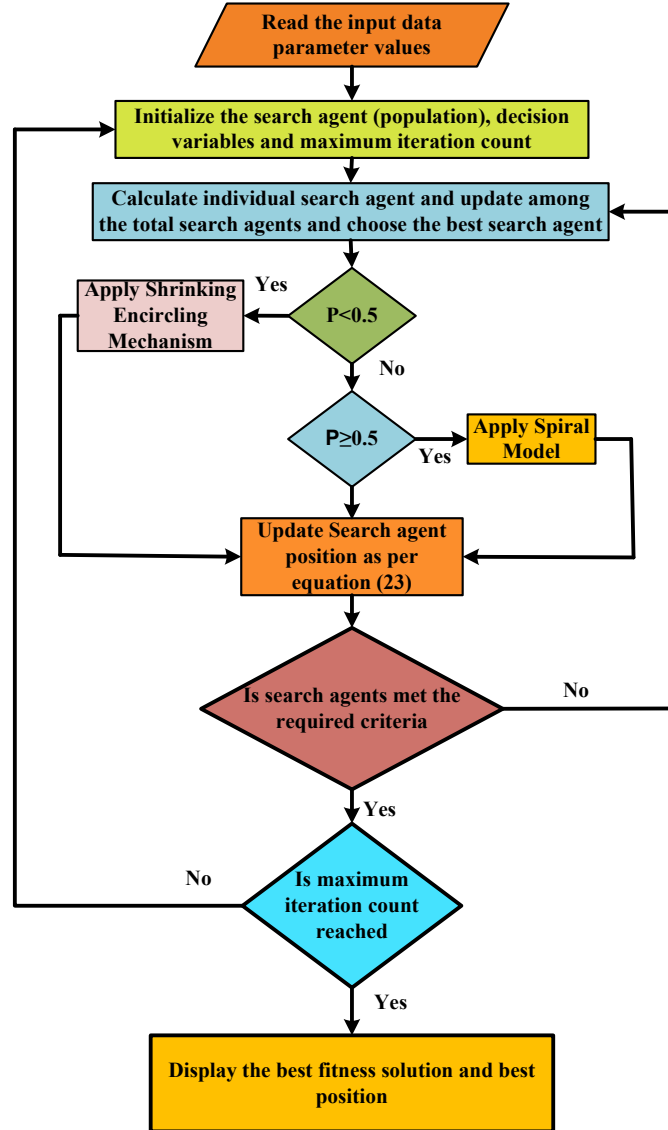 Read the input data
parameter values
Initialize the search agent (population), decision
variables and maximum iteration count
Calculate individual search agent and update among
the total search agents and choose the best search agent
Apply Shrinking
Encircling
Mechanism
Yes
P<0.5
No
P≥0.5
Yes
Apply Spiral
Model
Update Search agent
position as per
equation (23)
Is search agents met the
required criteria
No
Yes
No
Is maximum
iteration count
reached
Yes
Display the best fitness solution and best
position